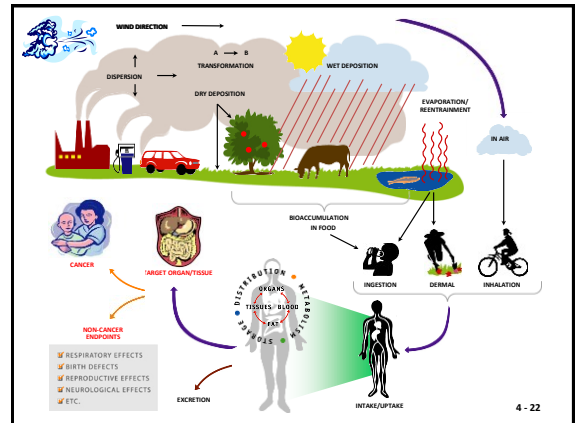 WIND DIRECTION
A → B
TRANSFORMATION
WET DEPOSITION
DISPERSION
DRY DEPOSITION
EVAPORATION/
REENTRAINMENT
IN AIR
BIOACCUMULATION
IN FOOD
INGESTION
DERMAL
INHALATION
CANCER
TARGET ORGAN/TISSUE
DISTRIBUTION
METABOLISM
STORAGE
ORGANS
TISSUES
BLOOD
FAT
NON-CANCER
ENDPOINTS
RESPIRATORY EFFECTS
BIRTH DEFECTS
REPRODUCTIVE EFFECTS
NEUROLOGICAL EFFECTS
ETC.
EXCRETION
INTAKE/UPTAKE
4 - 22